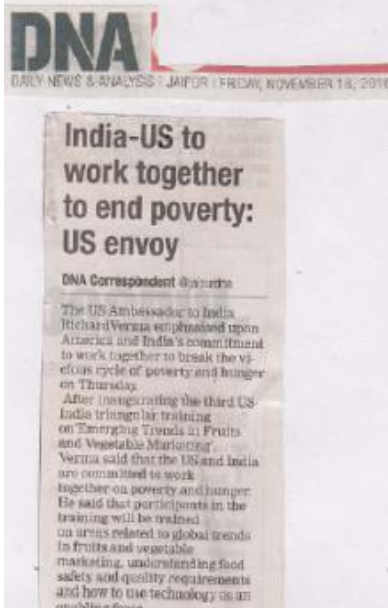 DNA
DAILY NEWS & ANALYSIS | JAIPUR | FRIDAY, NOVEMBER 18, 2016
India-US to
work together
to end poverty:
US envoy
DNA Correspondent
The US Ambassador to India
Richard Verma emphasised upon
America and India's commitment
to work together to break the vi-
cious cycle of poverty and hunger
on Thursday.
After inaugurating the third US-
India triangular training
on 'Emerging Trends in Fruits
and Vegetable Marketing',
Verma said that the US and India
are committed to work
together on poverty and hunger.
He said that participants in the
training will be trained
on areas related to global trends
in fruits and vegetable
marketing, understanding food
safety and quality requirements
and how to use technology as an
enabling force